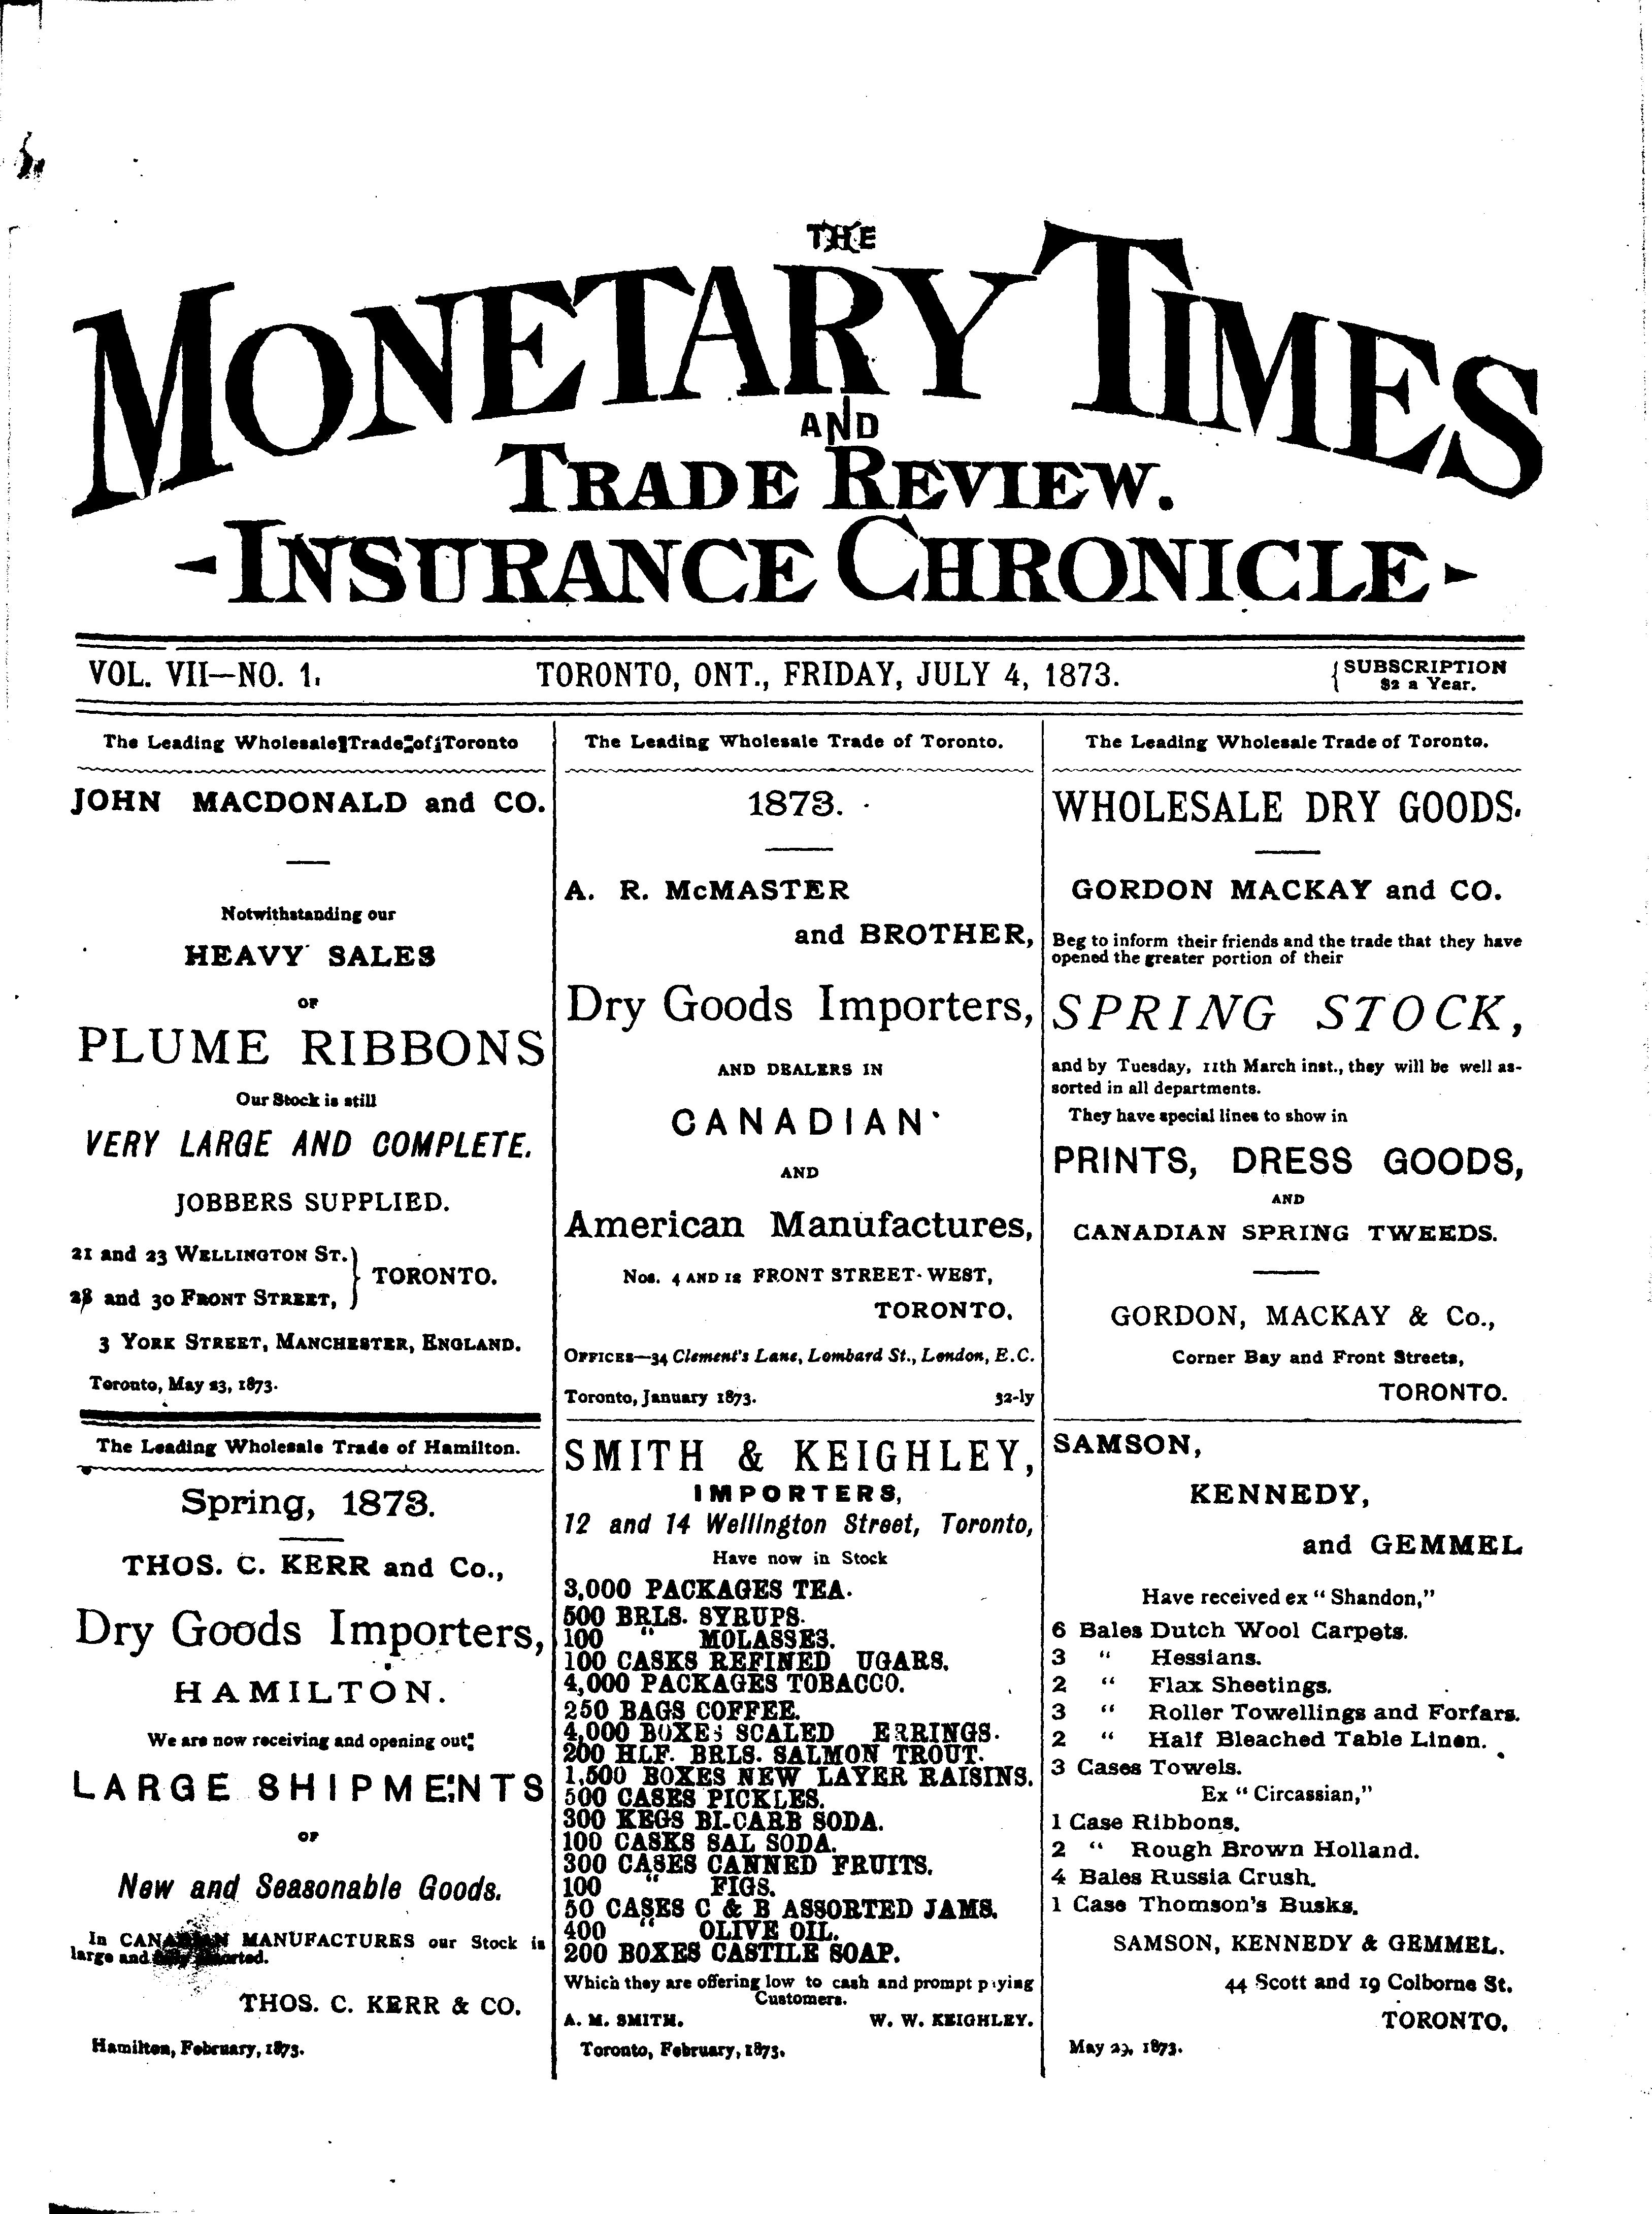 THE
MONETARY TIMES
AND
TRADE REVIEW.
-INSURANCE CHRONICLE-
VOL. VII—NO. 1.
TORONTO, ONT., FRIDAY, JULY 4, 1873.
{SUBSCRIPTION
$2 a Year.
The Leading Wholesale Trade of Toronto
JOHN MACDONALD and CO.
Notwithstanding our
HEAVY SALES
OF
PLUME RIBBONS
Our Stock is still
VERY LARGE AND COMPLETE.
JOBBERS SUPPLIED.
21 and 23 WELLINGTON ST.}
TORONTO.
28 and 30 FRONT STREET,
3 YORK STREET, MANCHESTER, ENGLAND.
Toronto, May 23, 1873.
The Leading Wholesale Trade of Hamilton.
Spring, 1873.
THOS. C. KERR and Co.,
Dry Goods Importers,
HAMILTON.
We are now receiving and opening out:
LARGE SHIPMENTS
OF
New and Seasonable Goods.
In CANADIAN MANUFACTURES our Stock is
large and
THOS. C. KERR & CO.
Hamilton, February, 1873.
The Leading Wholesale Trade of Toronto.
1873.
A. R. McMASTER
and BROTHER,
Dry Goods Importers,
AND DEALERS IN
CANADIAN
AND
American Manufactures,
Nos. 4 AND 12 FRONT STREET WEST,
TORONTO.
OFFICES—34 Clement's Lane, Lombard St., London, E.C.
Toronto, January 1873. 32-ly
SMITH & KEIGHLEY,
IMPORTERS,
12 and 14 Wellington Street, Toronto,
Have now in Stock
3,000 PACKAGES TEA.
500 BRLS. SYRUPS.
100 " MOLASSES.
100 CASKS REFINED UGARS.
4,000 PACKAGES TOBACCO.
250 BAGS COFFEE.
4,000 BOXES SCALED ERRINGS.
200 HLF. BRLS. SALMON TROUT.
1,500 BOXES NEW LAYER RAISINS.
500 CASES PICKLES.
300 KEGS BI-CARB SODA.
100 CASKS SAL SODA.
300 CASES CANNED FRUITS.
100 " FIGS.
50 CASES C & B ASSORTED JAMS.
400 " OLIVE OIL.
200 BOXES CASTILE SOAP.
Which they are offering low to cash and prompt paying
Customers.
A. M. SMITH. W. W. KEIGHLEY.
Toronto, February, 1873.
The Leading Wholesale Trade of Toronto.
WHOLESALE DRY GOODS.
GORDON MACKAY and CO.
Beg to inform their friends and the trade that they have
opened the greater portion of their
SPRING STOCK,
and by Tuesday, 11th March inst., they will be well as-
sorted in all departments.
They have special lines to show in
PRINTS, DRESS GOODS,
AND
CANADIAN SPRING TWEEDS.
GORDON, MACKAY & Co.,
Corner Bay and Front Streets,
TORONTO.
SAMSON,
KENNEDY,
and GEMMEL
Have received ex "Shandon,"
6 Bales Dutch Wool Carpets.
3 " Hessians.
2 " Flax Sheetings.
3 " Roller Towellings and Forfars.
2 " Half Bleached Table Linen.
3 Cases Towels.
Ex "Circassian,"
1 Case Ribbons.
2 " Rough Brown Holland.
4 Bales Russia Crush.
1 Case Thomson's Busks.
SAMSON, KENNEDY & GEMMEL.
44 Scott and 19 Colborne St.
TORONTO.
May 23, 1873.